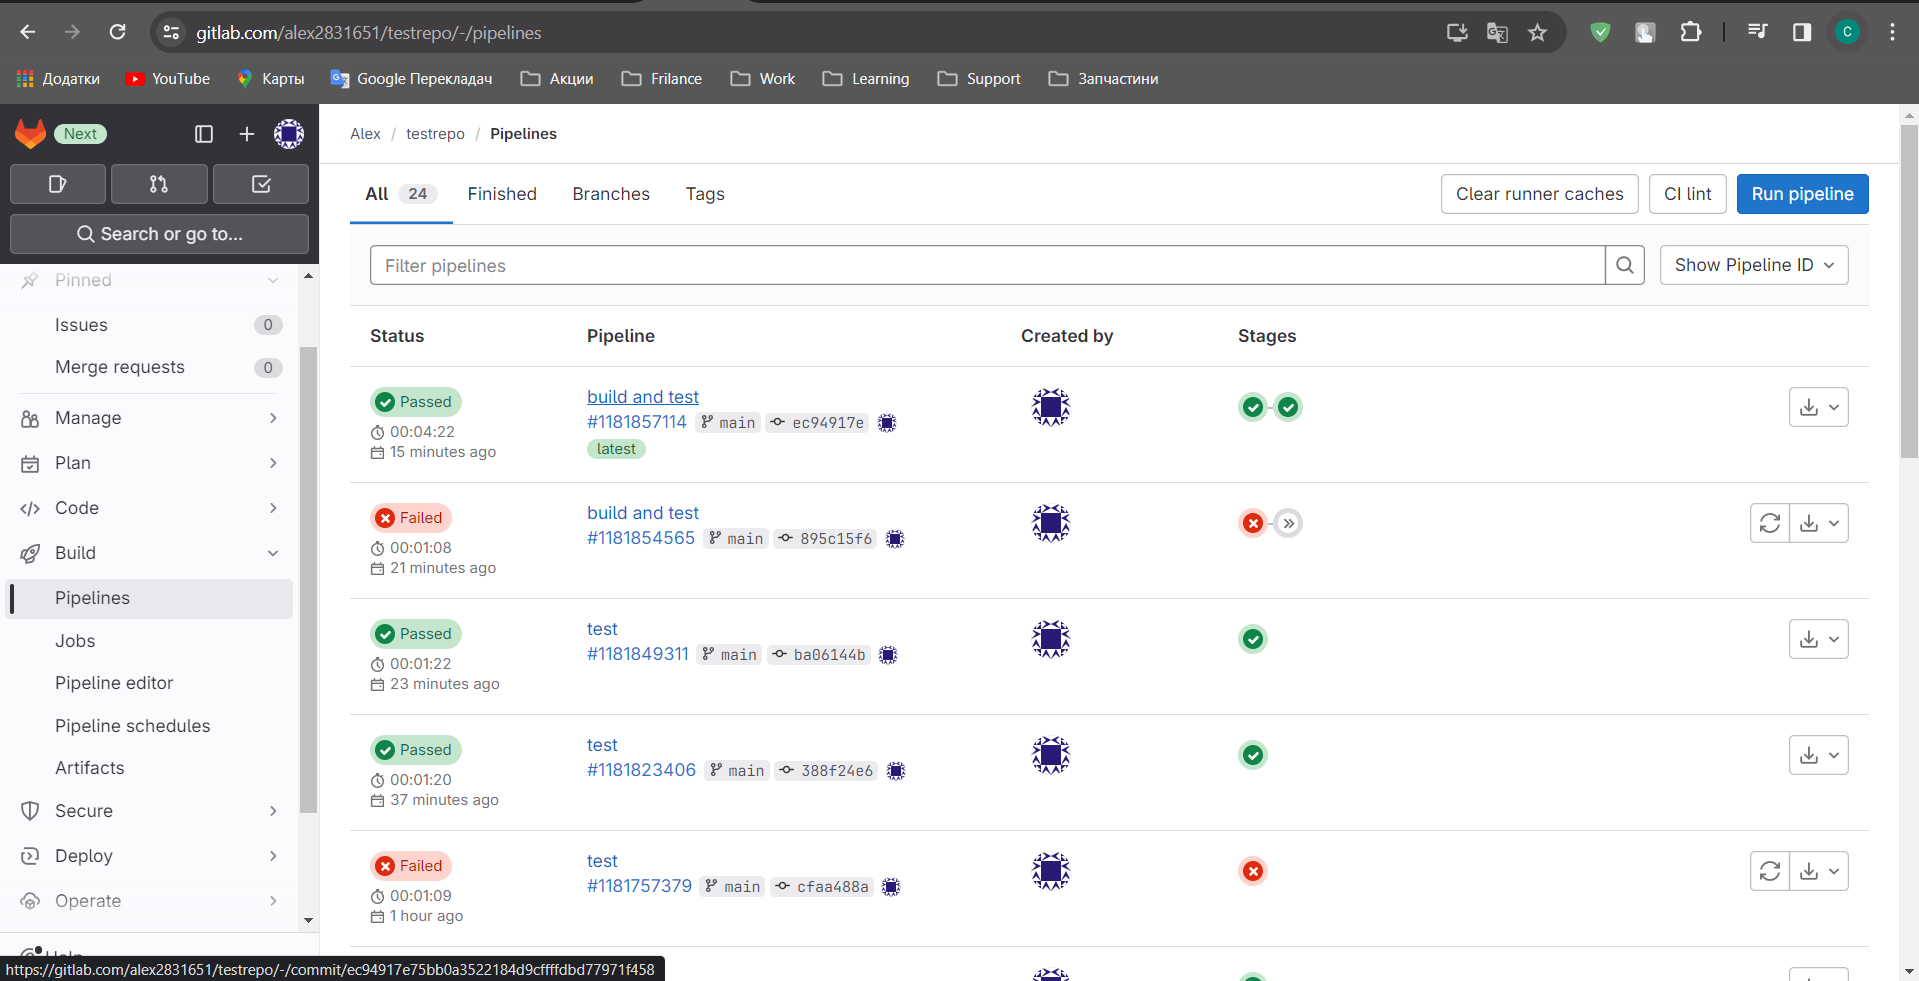 gitlab.com/alex2831651/testrepo/-/pipelines
C
Додатки
YouTube
Карты
Google Перекладач
Акции
Frilance
Work
Learning
Support
Запчастини
Next
Search or go to...
Pinned
Issues 0
Merge requests 0
Manage
Plan
Code
Build
Pipelines
Jobs
Pipeline editor
Pipeline schedules
Artifacts
Secure
Deploy
Operate
Help
Alex / testrepo / Pipelines
All 24 Finished Branches Tags
Clear runner caches CI lint Run pipeline
Filter pipelines Show Pipeline ID
Status Pipeline Created by Stages
Passed
00:04:22
15 minutes ago
build and test
#1181857114 main ec94917e
latest
Failed
00:01:08
21 minutes ago
build and test
#1181854565 main 895c15f6
Passed
00:01:22
23 minutes ago
test
#1181849311 main ba06144b
Passed
00:01:20
37 minutes ago
test
#1181823406 main 388f24e6
Failed
00:01:09
1 hour ago
test
#1181757379 main cfaa488a
https://gitlab.com/alex2831651/testrepo/-/commit/ec94917e75bb0a3522184d9cffffdbd77971f458